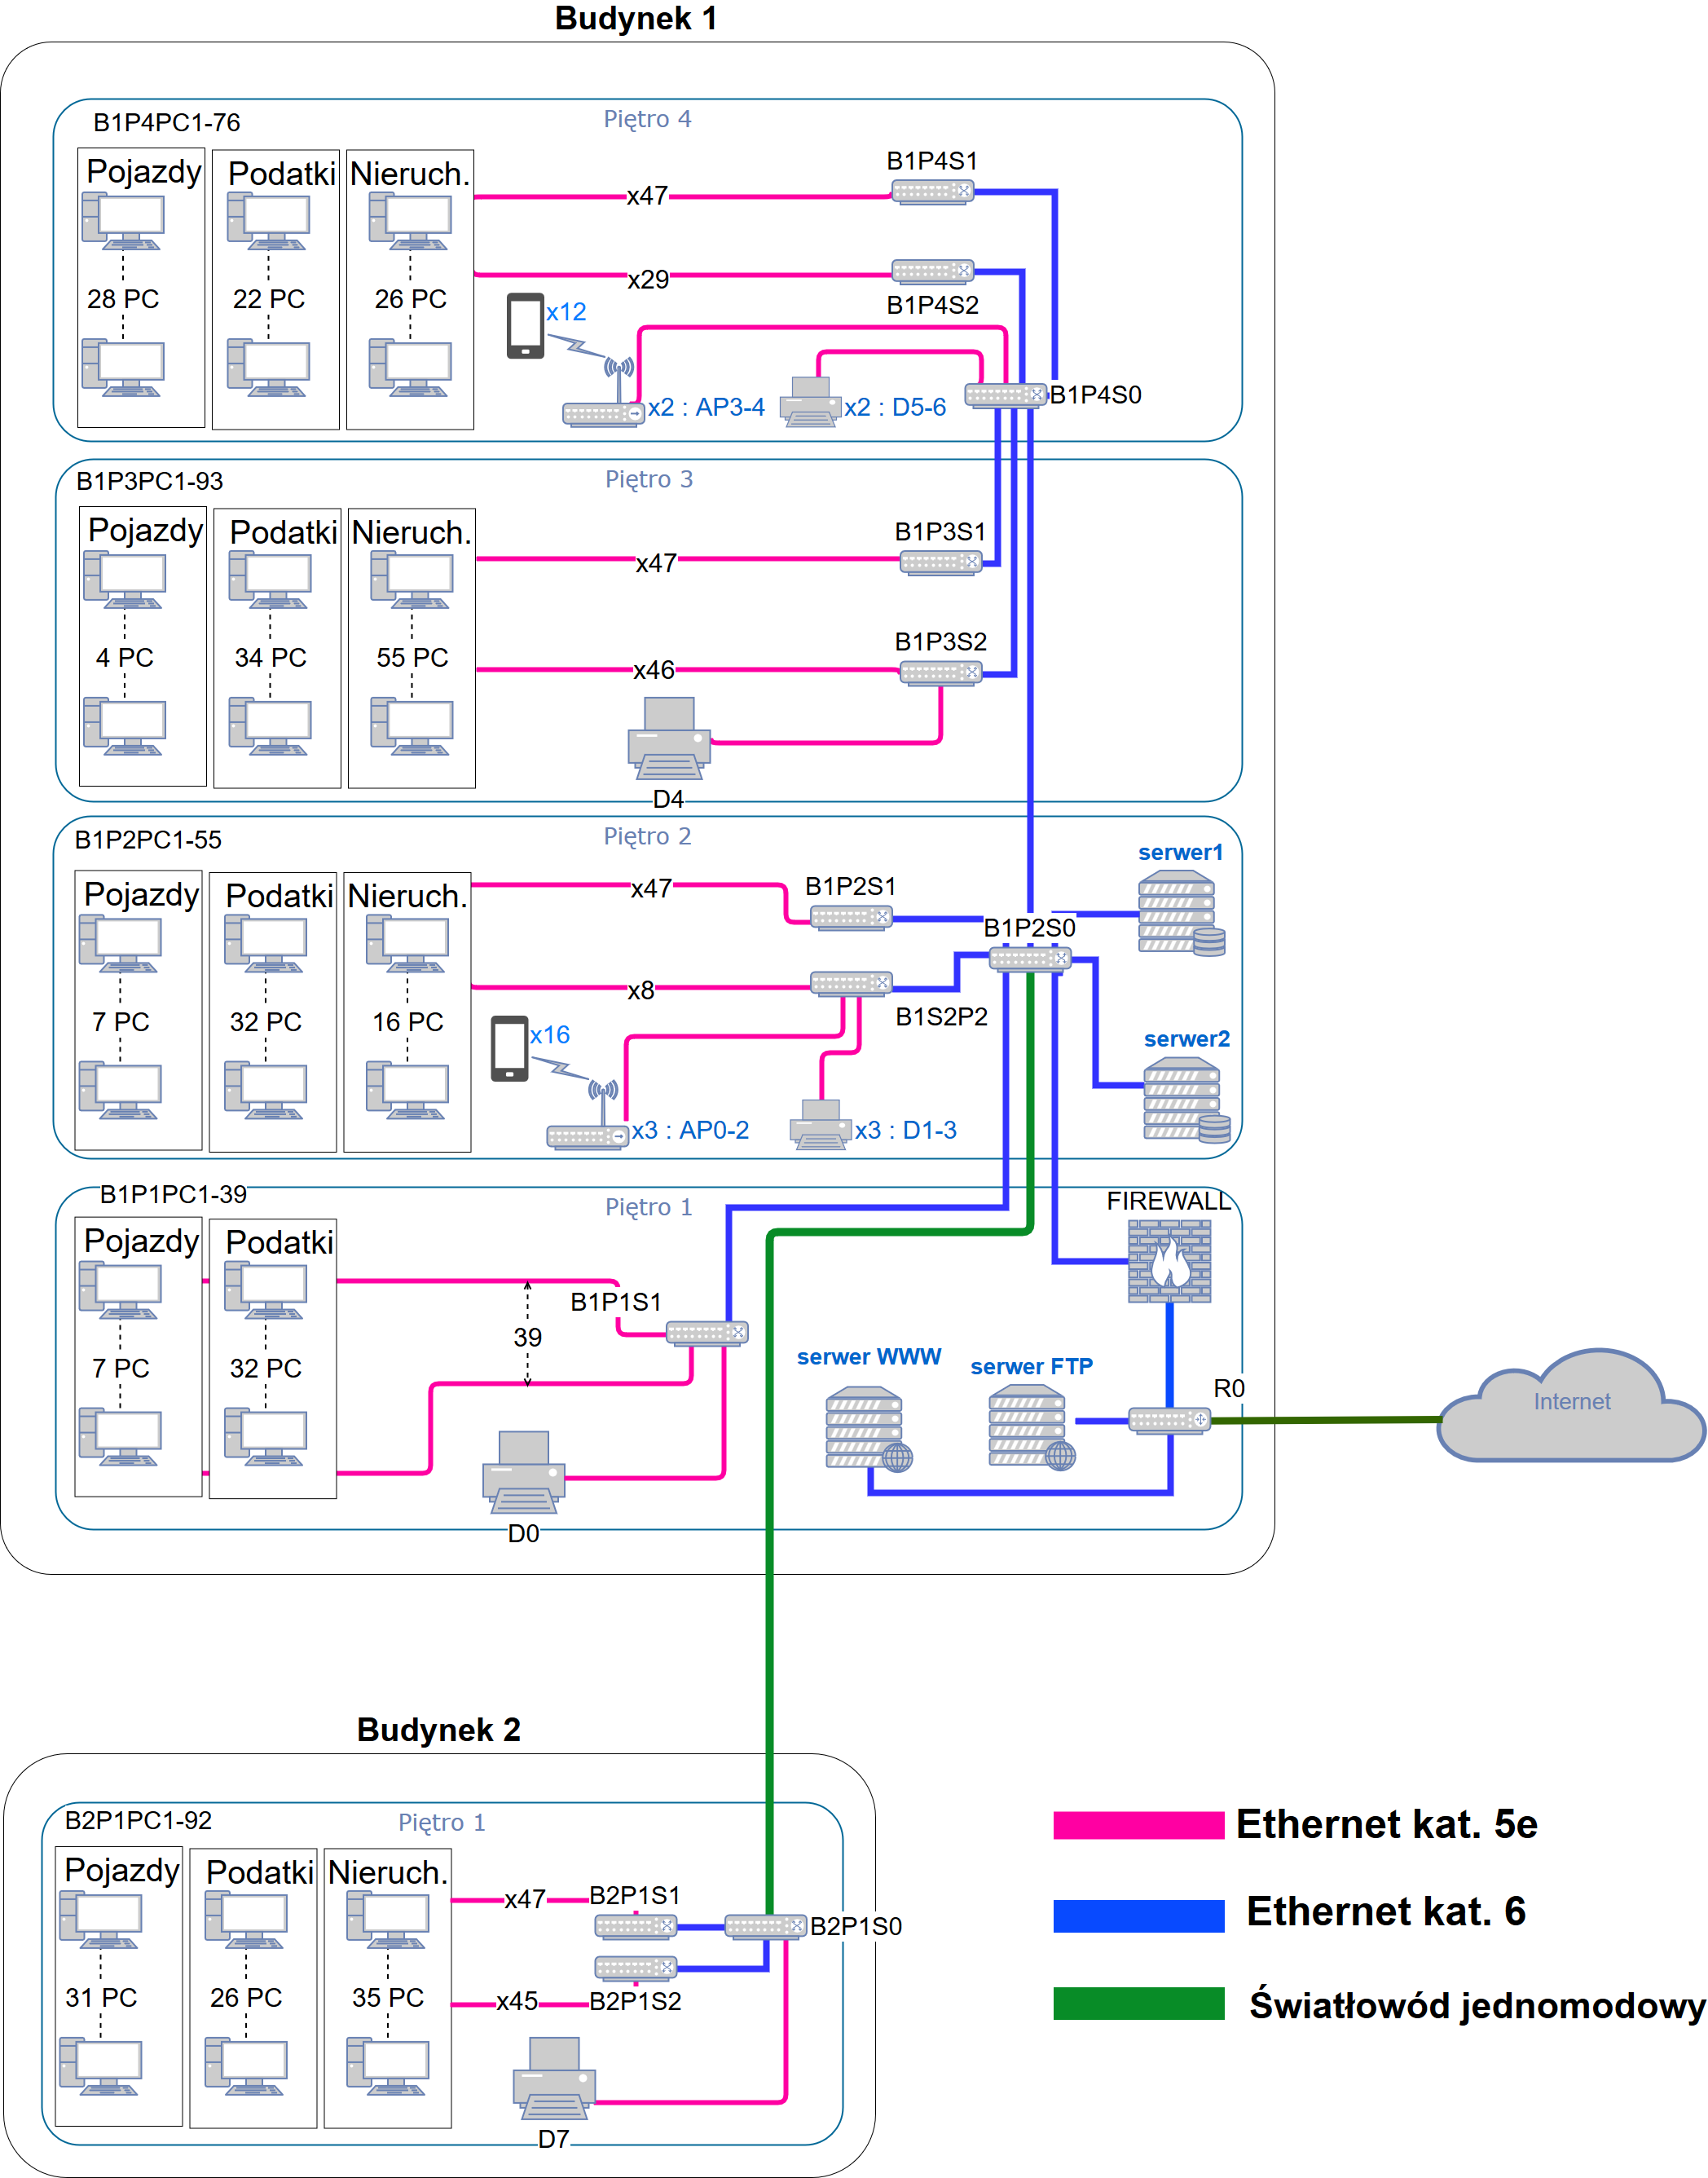 Budynek 1
Piętro 4
B1P4PC1-76
Pojazdy
Podatki
Nieruch.
28 PC
22 PC
26 PC
x47
B1P4S1
x29
B1P4S2
x12
x2 : AP3-4
x2 : D5-6
B1P4S0
Piętro 3
B1P3PC1-93
Pojazdy
Podatki
Nieruch.
4 PC
34 PC
55 PC
x47
B1P3S1
x46
B1P3S2
D4
Piętro 2
B1P2PC1-55
Pojazdy
Podatki
Nieruch.
7 PC
32 PC
16 PC
x47
B1P2S1
x8
B1S2P2
B1P2S0
serwer1
serwer2
x16
x3 : AP0-2
x3 : D1-3
Piętro 1
B1P1PC1-39
Pojazdy
Podatki
7 PC
32 PC
39
B1P1S1
D0
FIREWALL
serwer WWW
serwer FTP
R0
Internet
Budynek 2
B2P1PC1-92
Piętro 1
Pojazdy
Podatki
Nieruch.
31 PC
26 PC
35 PC
x47
B2P1S1
x45
B2P1S2
B2P1S0
D7
Ethernet kat. 5e
Ethernet kat. 6
Światłowód jednomodowy